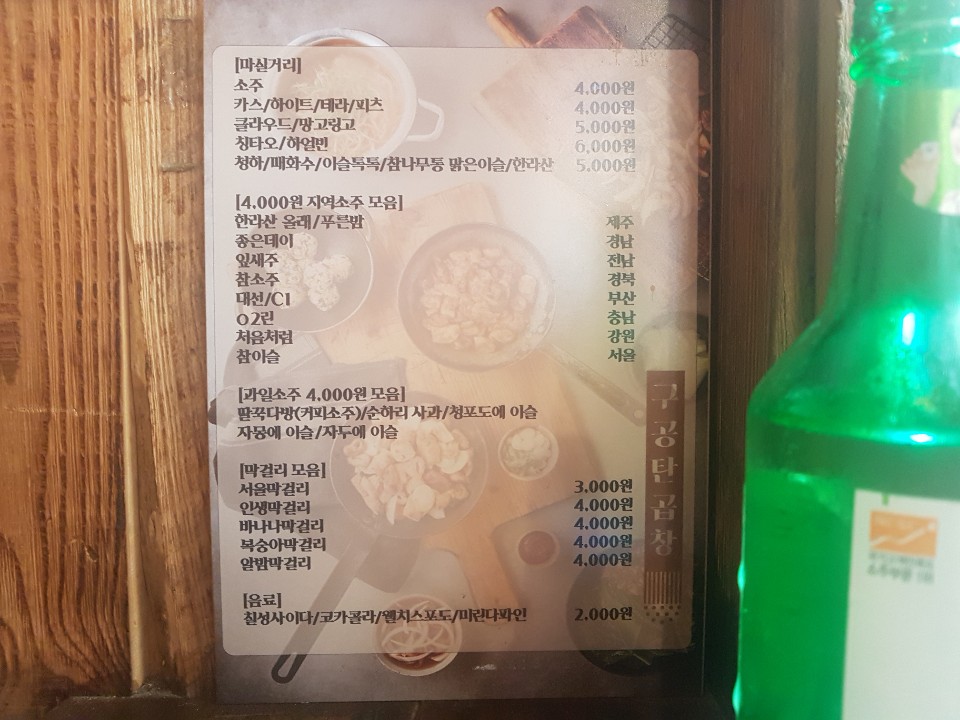 [마실거리]
소주 4,000원
카스/하이트/테라/피츠 4,000원
클라우드/망고링고 5,000원
칭타오/하얼빈 6,000원
청하/매화수/이슬톡톡/참나무통 맑은이슬/한라산 5,000원
[4,000원 지역소주 모음]
한라산 올래/푸른밤 제주
좋은데이 경남
잎새주 전남
참소주 경북
대선/C1 부산
O2린 충남
처음처럼 강원
참이슬 서울
[과일소주 4,000원 모음]
딸꾹다방(커피소주)/순하리 사과/청포도에 이슬
자몽에 이슬/자두에 이슬
[막걸리 모음]
서울막걸리 3,000원
인생막걸리 4,000원
바나나막걸리 4,000원
복숭아막걸리 4,000원
알밤막걸리 4,000원
[음료]
칠성사이다/코카콜라/웰치스포도/미린다파인 2,000원
구공탄곱창